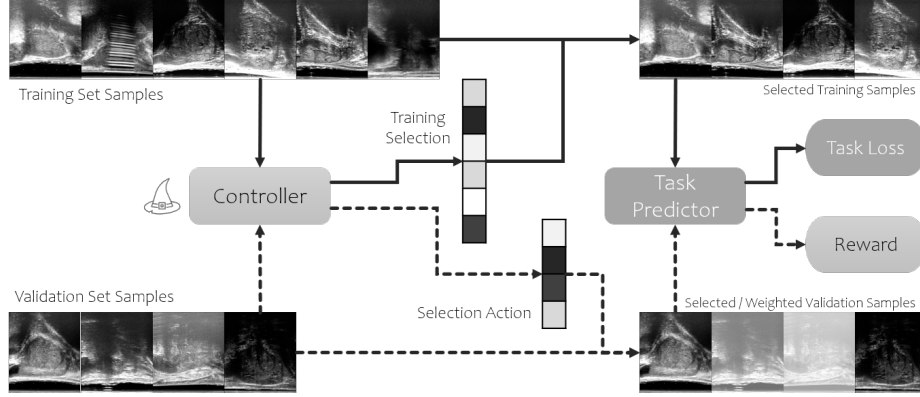 Training Set Samples
Selected Training Samples
Training
Selection
Task Loss
Controller
Task
Predictor
Reward
Validation Set Samples
Selection Action
Selected / Weighted Validation Samples